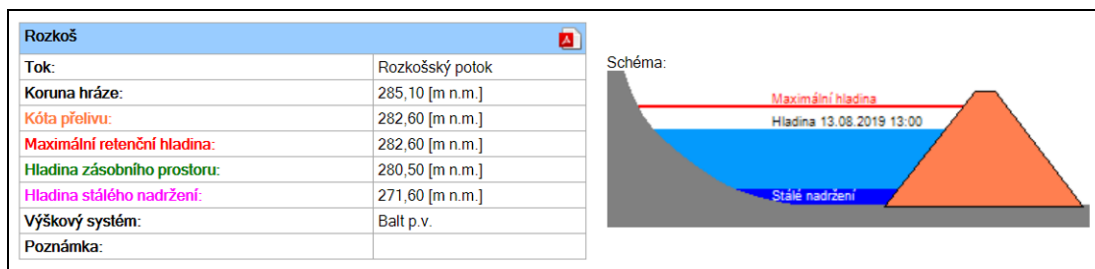 Rozkoš
Tok: Rozkošský potok
Koruna hráze: 285,10 [m n.m.]
Kóta přelivu: 282,60 [m n.m.]
Maximální retenční hladina: 282,60 [m n.m.]
Hladina zásobního prostoru: 280,50 [m n.m.]
Hladina stálého nadržení: 271,60 [m n.m.]
Výškový systém: Balt p.v.
Poznámka:
Schéma:
Maximální hladina
Hladina 13.08.2019 13:00
Stálé nadržení